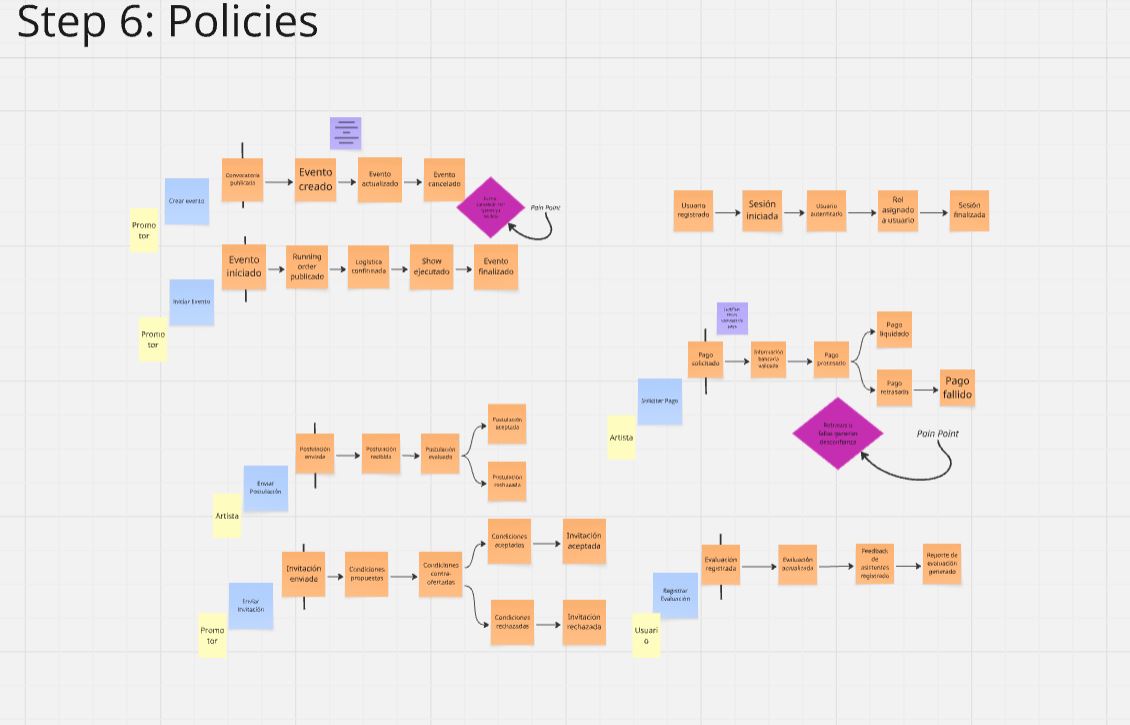 Step 6: Policies
Convocatoria
publicada
Evento
creado
Evento
actualizado
Evento
cancelado
Crear evento
Promo
tor
Pain Point
Evento
iniciado
Running
order
publicado
Logística
confirmada
Show
ejecutado
Evento
finalizado
Iniciar Evento
Promo
tor
Usuario
registrado
Sesión
iniciada
Usuario
autenticado
Rol
asignado
a usuario
Sesión
finalizada
Pago
solicitado
Información
bancaria
validada
Pago
procesado
Pago
liquidado
Pago
retrasado
Pago
fallido
Solicitar Pago
Artista
Retrasos o
fallas generan
desconfianza
Pain Point
Postulación
enviada
Postulación
recibida
Postulación
evaluada
Postulación
aceptada
Postulación
rechazada
Enviar
Postulación
Artista
Invitación
enviada
Condiciones
propuestas
Condiciones
contra-
ofertadas
Condiciones
aceptadas
Invitación
aceptada
Condiciones
rechazadas
Invitación
rechazada
Enviar
Invitación
Promo
tor
Evaluación
registrada
Evaluación
actualizada
Feedback
de
asistentes
registrado
Reporte de
evaluación
generado
Registrar
Evaluación
Usuari
o